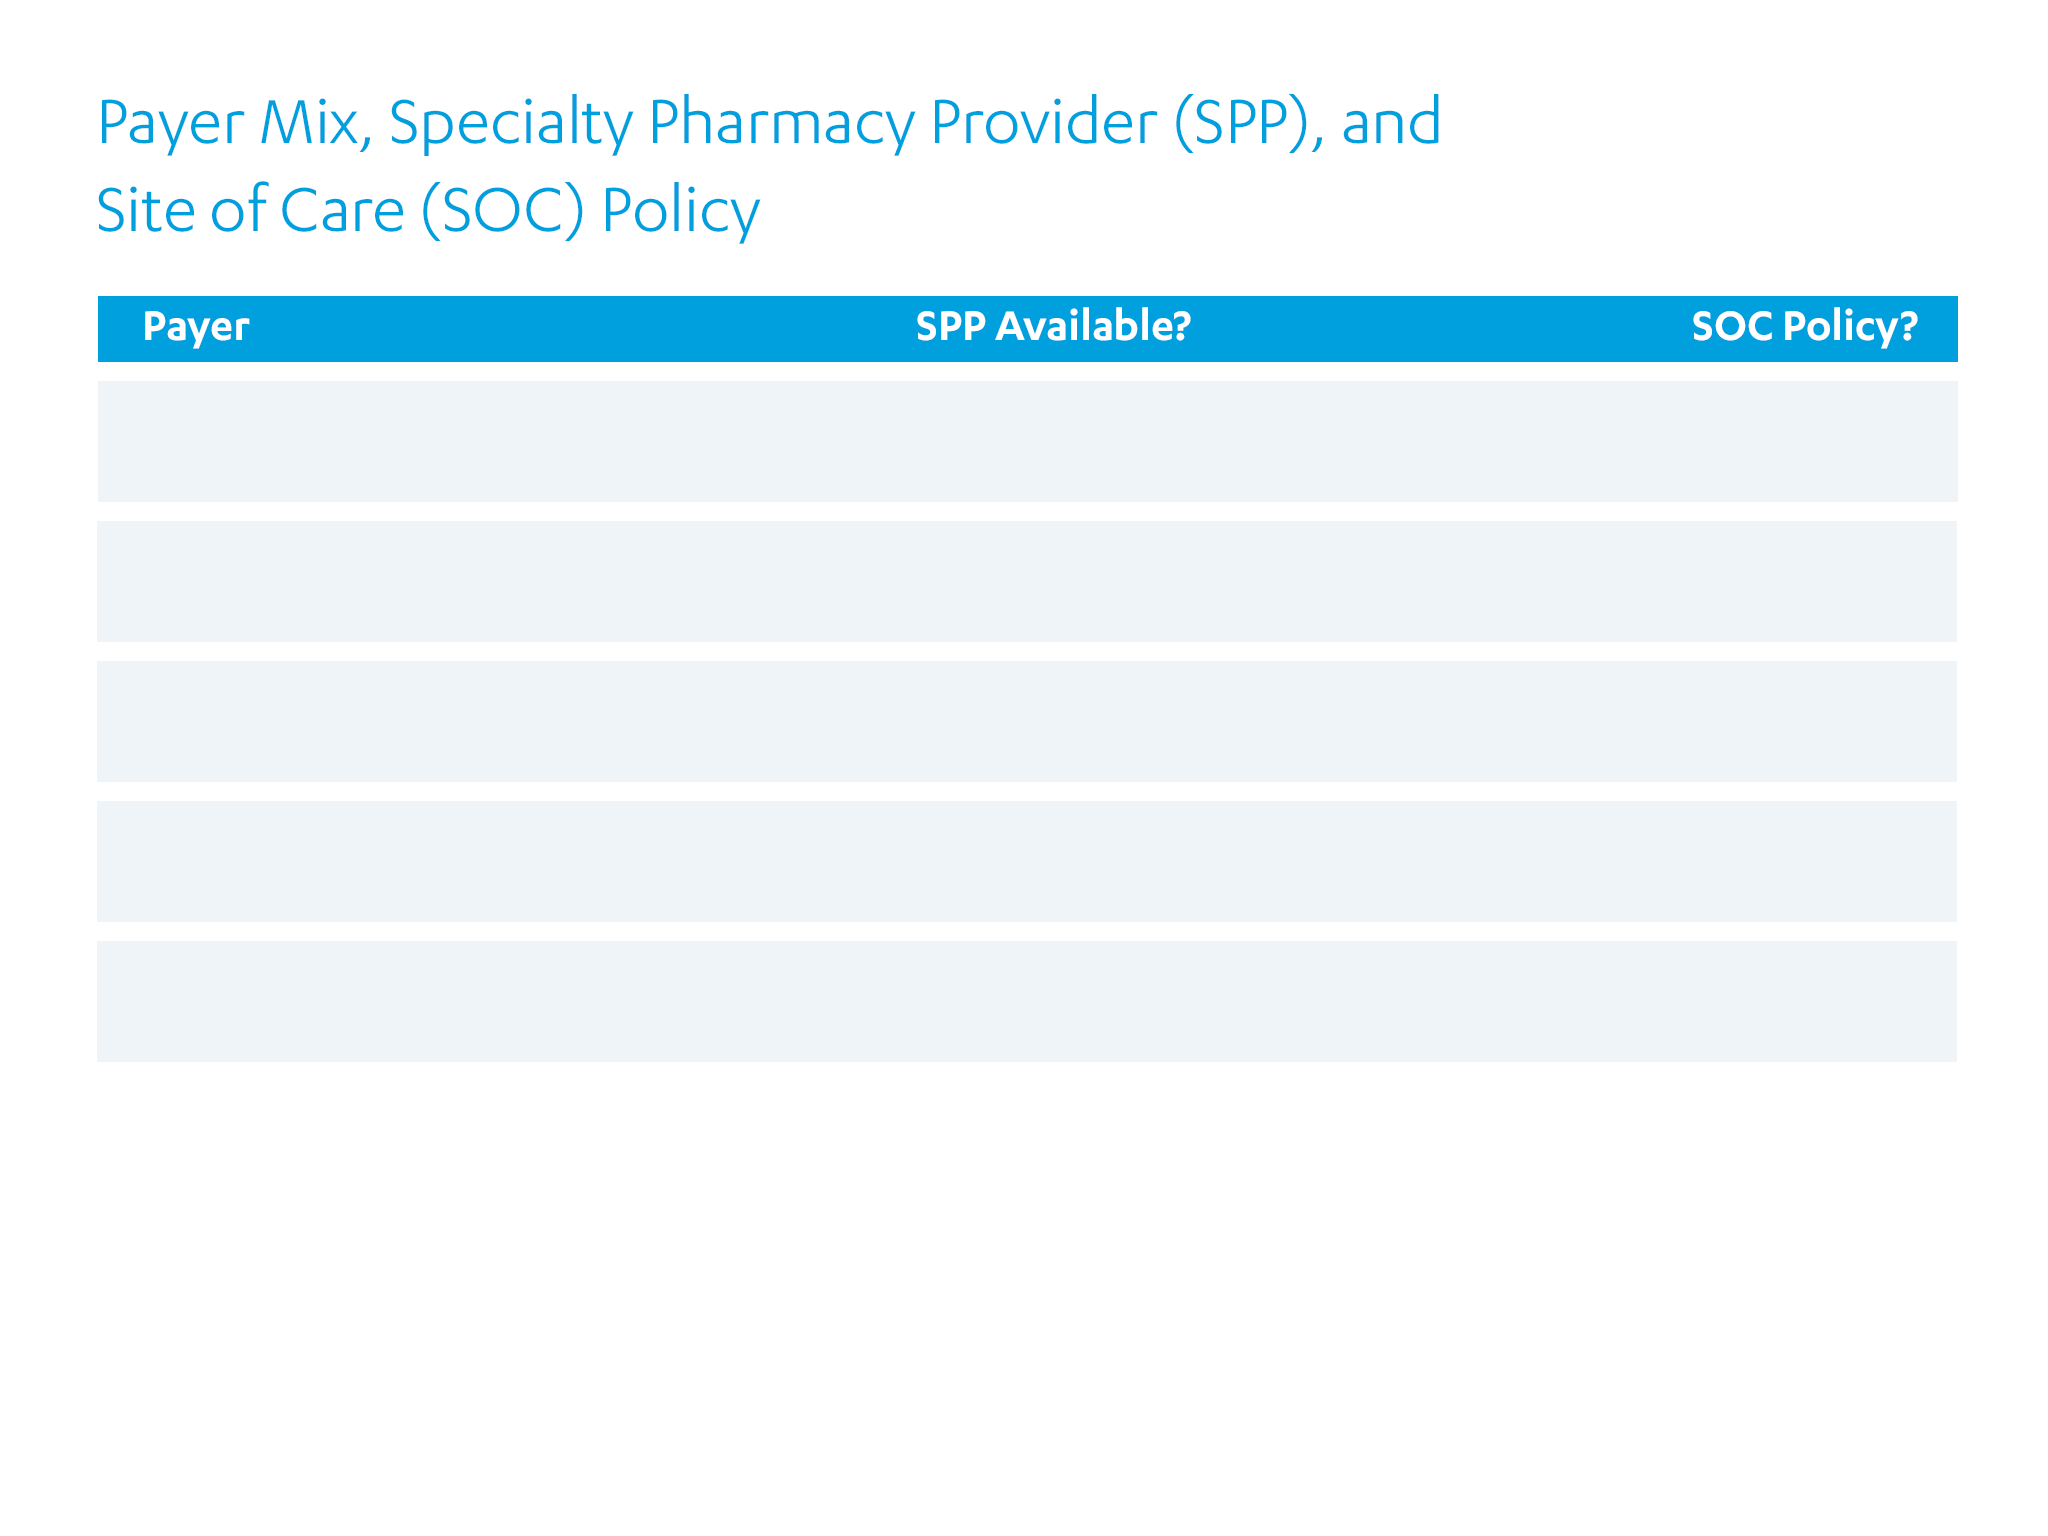 Payer Mix, Specialty Pharmacy Provider (SPP), and
Site of Care (SOC) Policy
Payer SPP Available? SOC Policy?